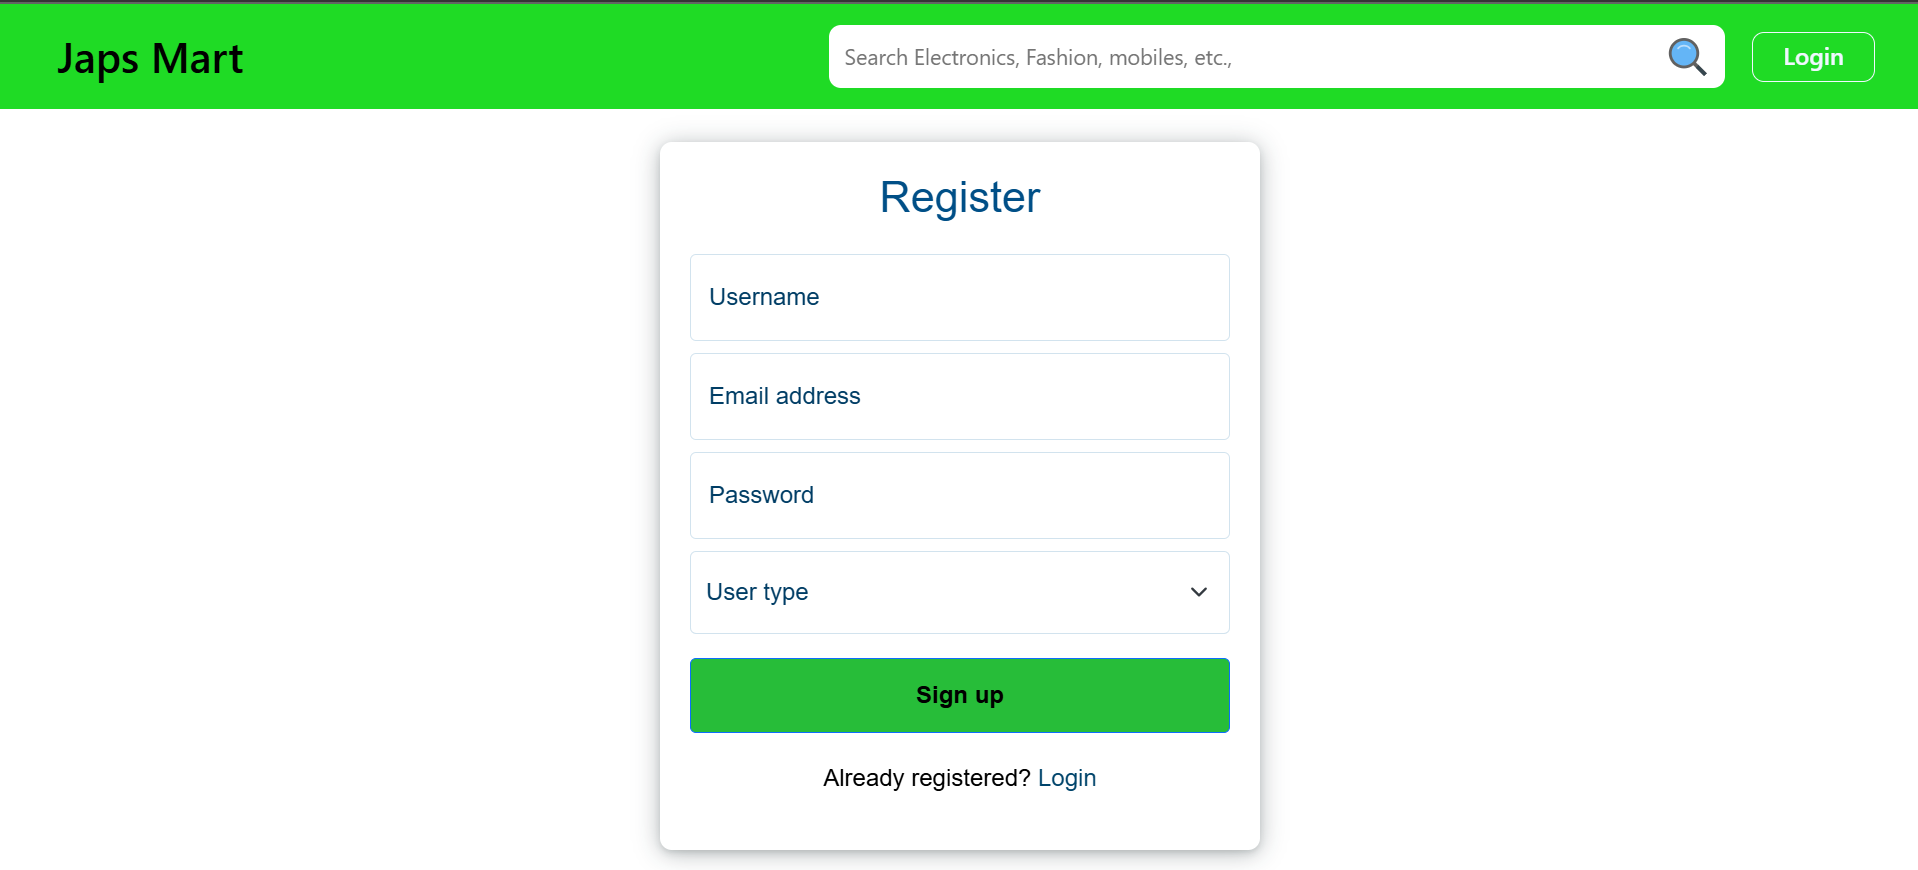 Japs Mart
Search Electronics, Fashion, mobiles, etc.,
Login
Register
Username
Email address
Password
User type
Sign up
Already registered? Login